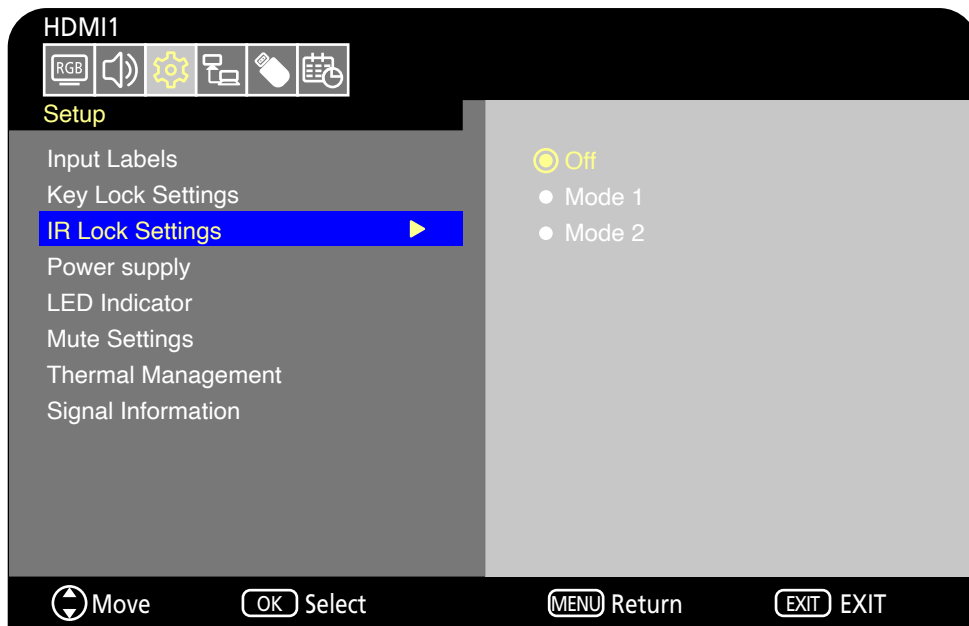 HDMI1
RGB
Setup
Input Labels
Key Lock Settings
IR Lock Settings
Power supply
LED Indicator
Mute Settings
Thermal Management
Signal Information
Off
Mode 1
Mode 2
Move OK Select MENU Return EXIT EXIT